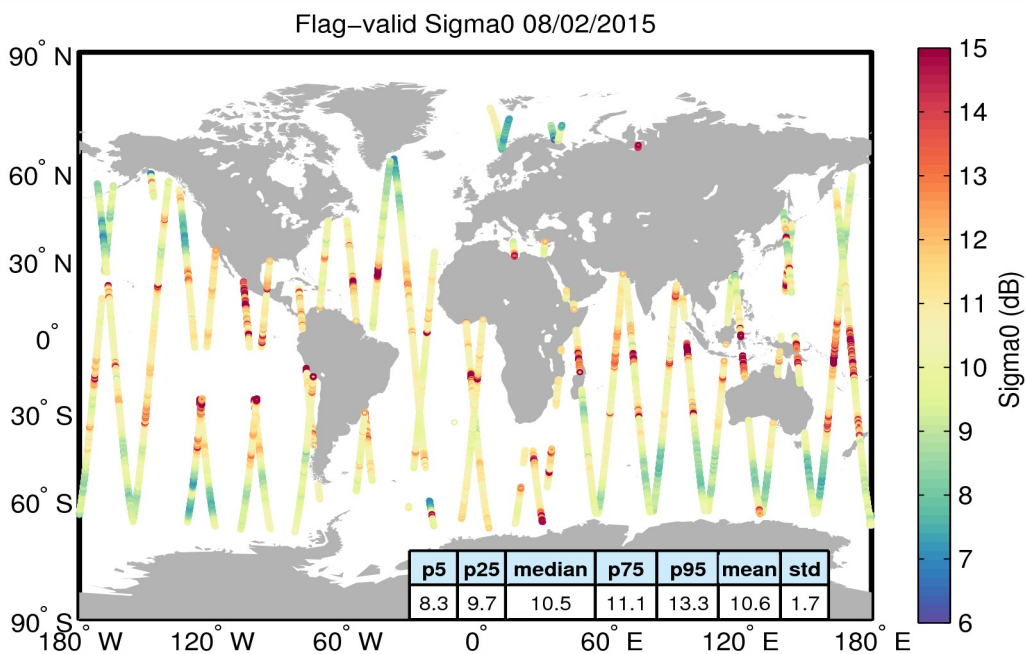 Flag−valid Sigma0 08/02/2015
90° N
60° N
30° N
0°
30° S
60° S
90° S
180° W 120° W 60° W 0° 60° E 120° E 180° E
p5 p25 median p75 p95 mean std
8.3 9.7 10.5 11.1 13.3 10.6 1.7
15
14
13
12
11
10
9
8
7
6
Sigma0 (dB)